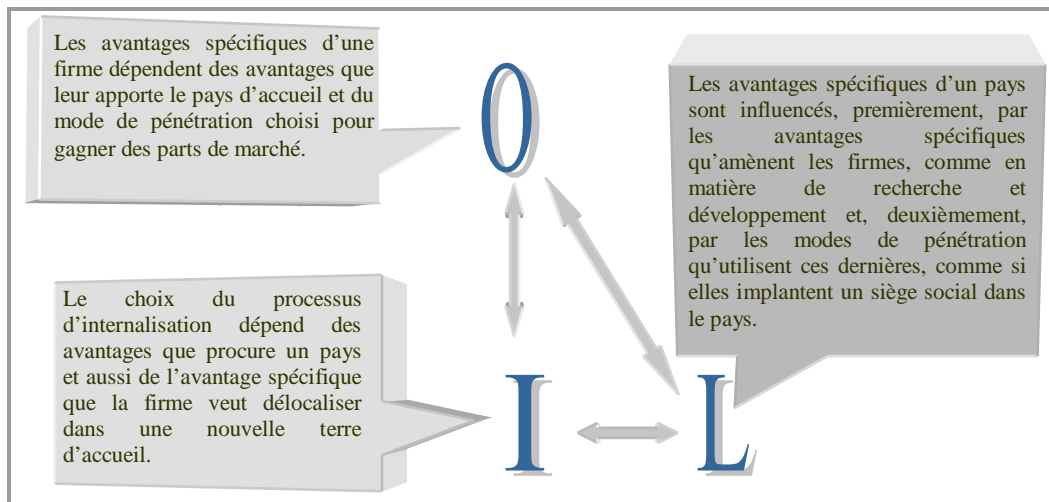 Les avantages spécifiques d’une
firme dépendent des avantages que
leur apporte le pays d’accueil et du
mode de pénétration choisi pour
gagner des parts de marché.
O
Les avantages spécifiques d’un pays
sont influencés, premièrement, par
les avantages spécifiques
qu’amènent les firmes, comme en
matière de recherche et
développement et, deuxièmement,
par les modes de pénétration
qu’utilisent ces dernières, comme si
elles implantent un siège social dans
le pays.
Le choix du processus
d’internalisation dépend des
avantages que procure un pays
et aussi de l’avantage spécifique
que la firme veut délocaliser
dans une nouvelle terre
d’accueil.
I
L